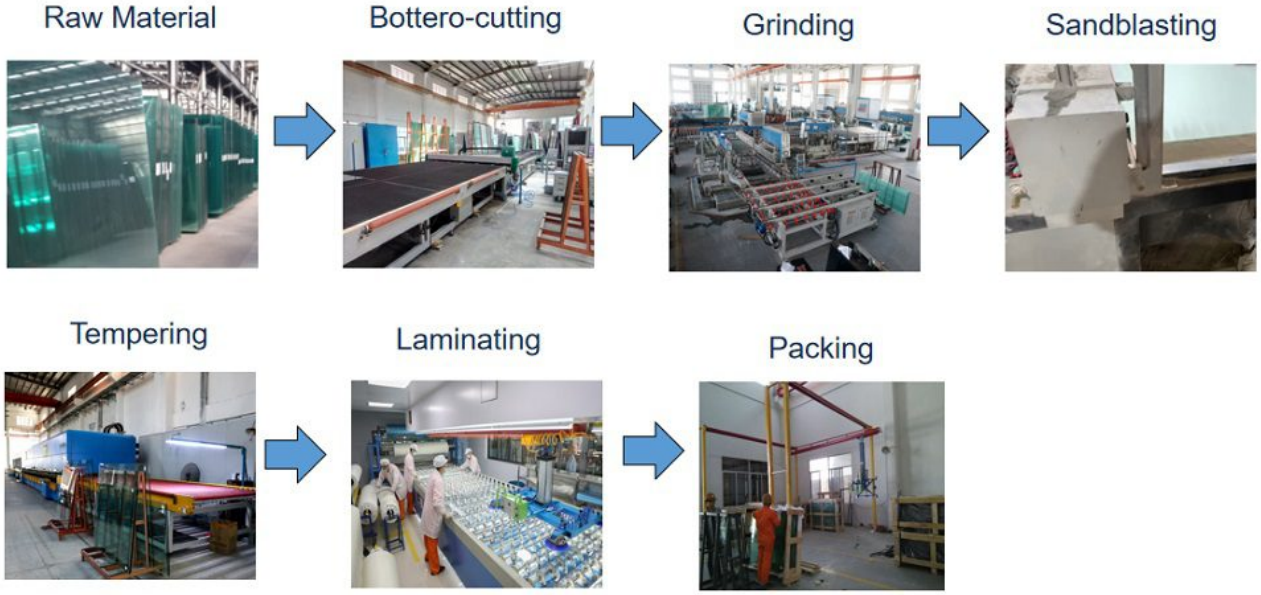 Raw Material
Bottero-cutting
Grinding
Sandblasting
Tempering
Laminating
Packing